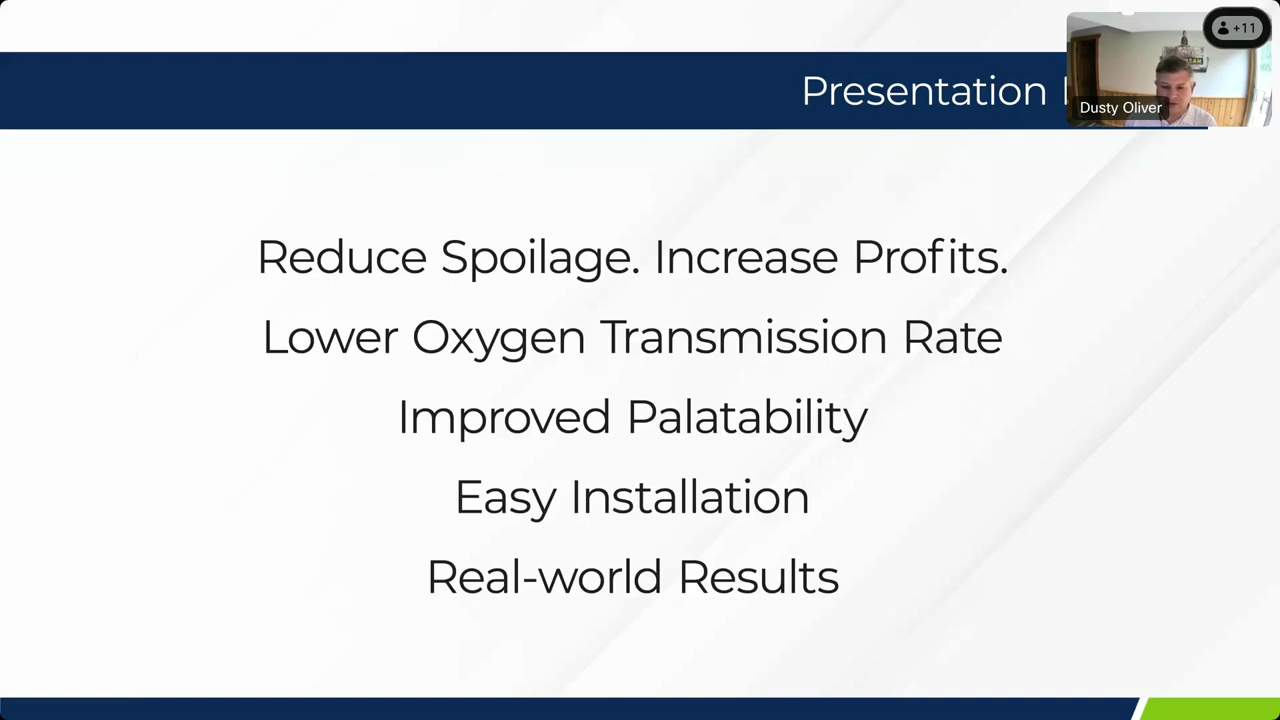 Presentation
+11
Dusty Oliver
Reduce Spoilage. Increase Profits.
Lower Oxygen Transmission Rate
Improved Palatability
Easy Installation
Real-world Results